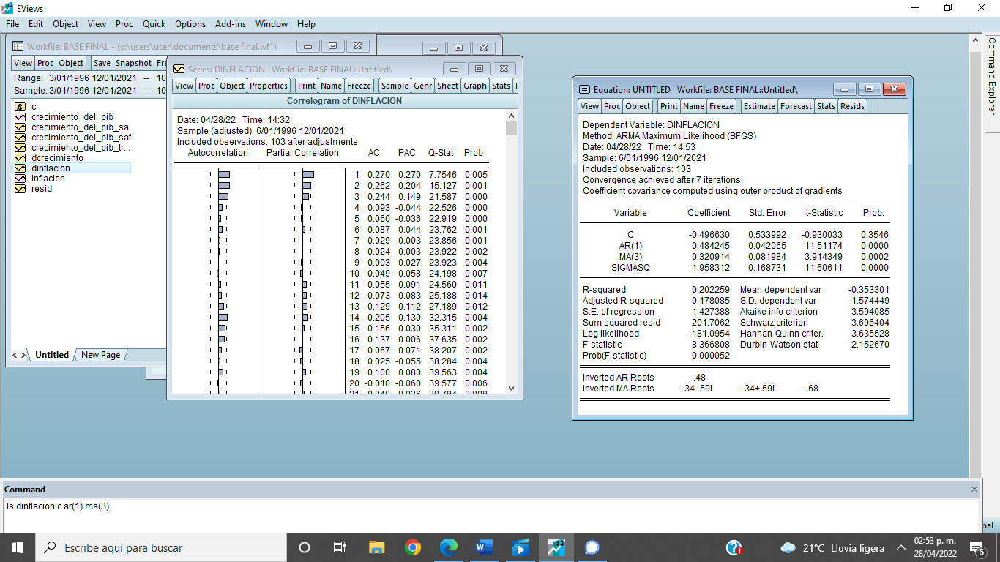 EViews
File Edit Object View Proc Quick Options Add-ins Window Help
Workfile: BASE FINAL - (c:\users\user\documents\base final.wf1)
View Proc Object Save Snapshot Fre
Range: 3/01/1996 12/01/2021 -- 10
Sample: 3/01/1996 12/01/2021 -- 10
c
crecimiento_del_pib
crecimiento_del_pib_sa
crecimiento_del_pib_saf
crecimiento_del_pib_tr...
dcrecimiento
dinflacion
inflacion
resid
Untitled New Page
Series: DINFLACION Workfile: BASE FINAL::Untitled\
View Proc Object Properties Print Name Freeze Sample Genr Sheet Graph Stats I
Correlogram of DINFLACION
Date: 04/28/22 Time: 14:32
Sample (adjusted): 6/01/1996 12/01/2021
Included observations: 103 after adjustments
Autocorrelation Partial Correlation AC PAC Q-Stat Prob
1 0.270 0.270 7.7546 0.005
2 0.262 0.204 15.127 0.001
3 0.244 0.149 21.587 0.000
4 0.093 -0.044 22.526 0.000
5 0.060 -0.036 22.919 0.000
6 0.087 0.044 23.762 0.001
7 0.029 -0.003 23.856 0.001
8 0.024 -0.003 23.922 0.002
9 0.003 -0.027 23.923 0.004
10 -0.049 -0.058 24.198 0.007
11 0.055 0.091 24.560 0.011
12 0.073 0.083 25.188 0.014
13 0.129 0.112 27.189 0.012
14 0.205 0.130 32.315 0.004
15 0.156 0.030 35.311 0.002
16 0.137 0.006 37.635 0.002
17 0.067 -0.071 38.207 0.002
18 0.025 -0.055 38.284 0.004
19 0.100 0.080 39.563 0.004
20 -0.010 -0.060 39.577 0.006
21 0.040 0.036 39.784 0.008
Equation: UNTITLED Workfile: BASE FINAL::Untitled\
View Proc Object Print Name Freeze Estimate Forecast Stats Resids
Dependent Variable: DINFLACION
Method: ARMA Maximum Likelihood (BFGS)
Date: 04/28/22 Time: 14:53
Sample: 6/01/1996 12/01/2021
Included observations: 103
Convergence achieved after 7 iterations
Coefficient covariance computed using outer product of gradients
Variable Coefficient Std. Error t-Statistic Prob.
C -0.496630 0.533992 -0.930033 0.3546
AR(1) 0.484245 0.042065 11.51174 0.0000
MA(3) 0.320914 0.081984 3.914349 0.0002
SIGMASQ 1.958312 0.168731 11.60611 0.0000
R-squared 0.202259 Mean dependent var -0.353301
Adjusted R-squared 0.178085 S.D. dependent var 1.574449
S.E. of regression 1.427388 Akaike info criterion 3.594085
Sum squared resid 201.7062 Schwarz criterion 3.696404
Log likelihood -181.0954 Hannan-Quinn criter. 3.635528
F-statistic 8.366808 Durbin-Watson stat 2.152670
Prob(F-statistic) 0.000052
Inverted AR Roots .48
Inverted MA Roots .34-.59i .34+.59i -.68
Command Explorer
Command
ls dinflacion c ar(1) ma(3)
nal
Escribe aquí para buscar
12
21°C Lluvia ligera
02:53 p. m.
28/04/2022
6